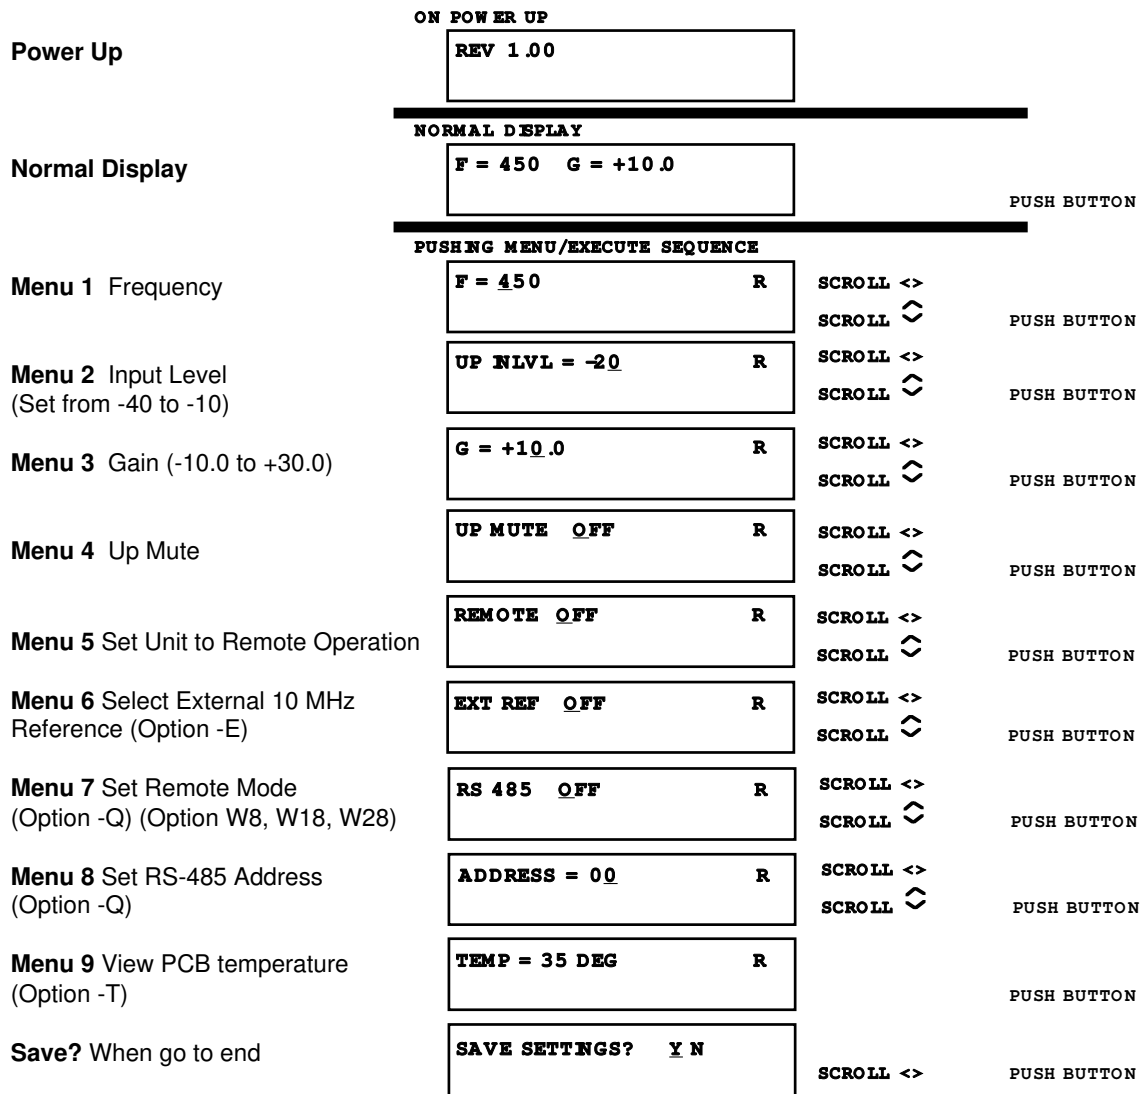 ON POWER UP
Power Up
REV 1.00
NORMAL DISPLAY
Normal Display
F = 450 G = +10.0
PUSH BUTTON
PUSHING MENU/EXECUTE SEQUENCE
Menu 1 Frequency
F = 450 R
SCROLL <>
SCROLL
PUSH BUTTON
Menu 2 Input Level
(Set from -40 to -10)
UP INLVL = -20 R
SCROLL <>
SCROLL
PUSH BUTTON
Menu 3 Gain (-10.0 to +30.0)
G = +10.0 R
SCROLL <>
SCROLL
PUSH BUTTON
Menu 4 Up Mute
UP MUTE OFF R
SCROLL <>
SCROLL
PUSH BUTTON
Menu 5 Set Unit to Remote Operation
REMOTE OFF R
SCROLL <>
SCROLL
PUSH BUTTON
Menu 6 Select External 10 MHz
Reference (Option -E)
EXT REF OFF R
SCROLL <>
SCROLL
PUSH BUTTON
Menu 7 Set Remote Mode
(Option -Q) (Option W8, W18, W28)
RS 485 OFF R
SCROLL <>
SCROLL
PUSH BUTTON
Menu 8 Set RS-485 Address
(Option -Q)
ADDRESS = 00 R
SCROLL <>
SCROLL
PUSH BUTTON
Menu 9 View PCB temperature
(Option -T)
TEMP = 35 DEG R
PUSH BUTTON
Save? When go to end
SAVE SETTINGS? Y N
SCROLL <>
PUSH BUTTON